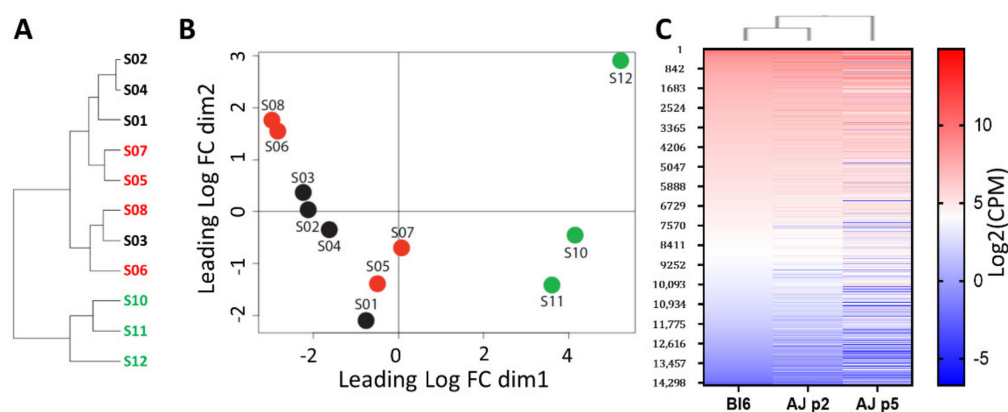 A
S02
S04
S01
S07
S05
S08
S03
S06
S10
S11
S12
B
Leading Log FC dim2
3
2
1
0
-1
-2
S08
S06
S03
S02
S04
S07
S05
S01
S12
S10
S11
-2 0 2 4
Leading Log FC dim1
C
1
842
1683
2524
3365
4206
5047
5888
6729
7570
8411
9252
10,093
10,934
11,775
12,616
13,457
14,298
Bl6 AJ p2 AJ p5
10
5
0
-5
Log2(CPM)